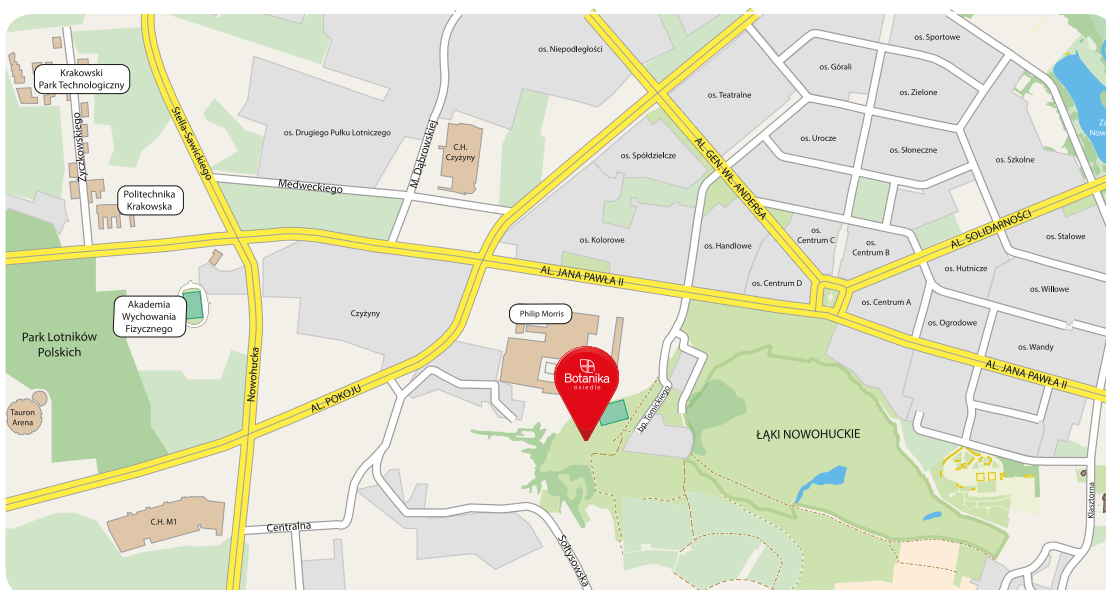 os. Sportowe
os. Niepodległości
os. Górali
Krakowski
Park Technologiczny
os. Teatralne
os. Zielone
Stella-Sawickiego
Życzkowskiego
os. Drugiego Pułku Lotniczego
M. Dąbrowskiej
C.H.
Czyżyny
os. Spółdzielcze
AL. GEN. WŁ. ANDERSA
os. Urocze
os. Słoneczne
os. Szkolne
Medweckiego
Politechnika
Krakowska
os. Kolorowe
os. Handlowe
os.
Centrum C
os.
Centrum B
AL. SOLIDARNOŚCI
os. Stalowe
AL. JANA PAWŁA II
os. Centrum D
os. Hutnicze
os. Willowe
os. Centrum A
Akademia
Wychowania
Fizycznego
Czyżyny
Philip Morris
os. Ogrodowe
Park Lotników
Polskich
os. Wandy
Nowohucka
AL. POKOJU
Botanika
osiedle
bp. Tomickiego
AL. JANA PAWŁA II
Tauron
Arena
ŁĄKI NOWOHUCKIE
C.H. M1
Centralna
Sołtysowska
Klasztorna